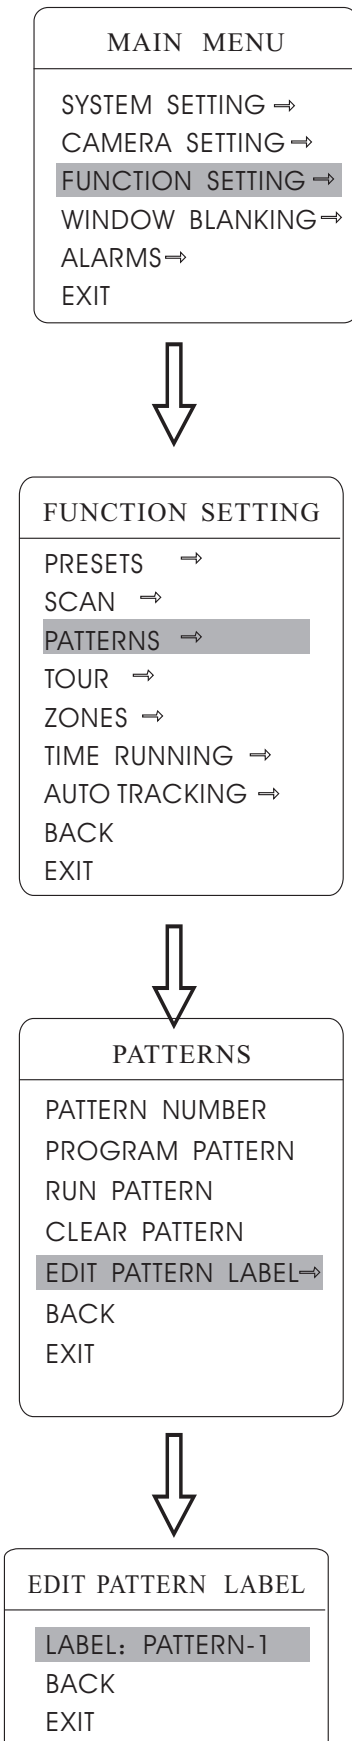 MAIN MENU
SYSTEM SETTING ⇒
CAMERA SETTING ⇒
FUNCTION SETTING ⇒
WINDOW BLANKING ⇒
ALARMS ⇒
EXIT
FUNCTION SETTING
PRESETS ⇒
SCAN ⇒
PATTERNS ⇒
TOUR ⇒
ZONES ⇒
TIME RUNNING ⇒
AUTO TRACKING ⇒
BACK
EXIT
PATTERNS
PATTERN NUMBER
PROGRAM PATTERN
RUN PATTERN
CLEAR PATTERN
EDIT PATTERN LABEL ⇒
BACK
EXIT
EDIT PATTERN LABEL
LABEL: PATTERN-1
BACK
EXIT